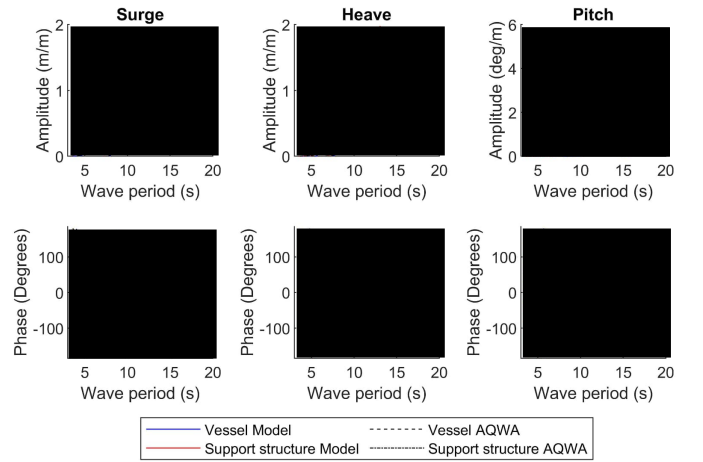 Surge Heave Pitch
Amplitude (m/m) Amplitude (m/m) Amplitude (deg/m)
2 2 6
4
1 1
2
0 0 0
5 10 15 20 5 10 15 20 5 10 15 20
Wave period (s) Wave period (s) Wave period (s)
Phase (Degrees) Phase (Degrees) Phase (Degrees)
100 100 100
0 0 0
-100 -100 -100
5 10 15 20 5 10 15 20 5 10 15 20
Wave period (s) Wave period (s) Wave period (s)
Vessel Model Vessel AQWA
Support structure Model Support structure AQWA